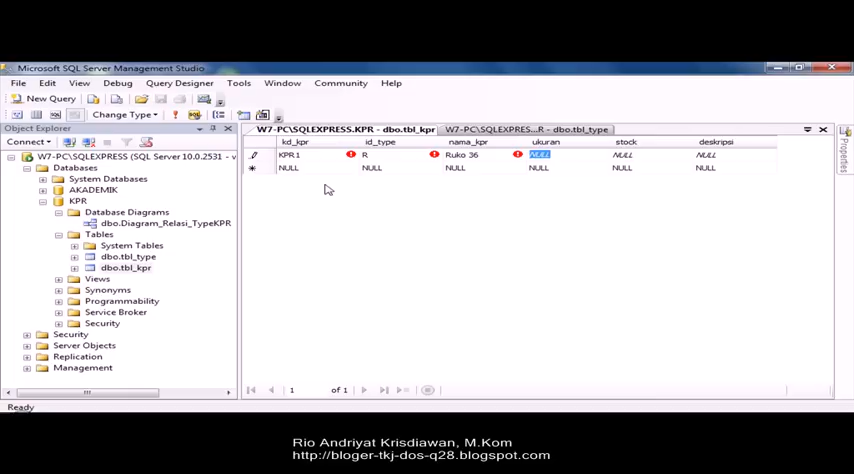 Microsoft SQL Server Management Studio
File Edit View Debug Query Designer Tools Window Community Help
New Query
Change Type
Object Explorer
W7-PC\SQLEXPRESS.KPR - dbo.tbl_kpr W7-PC\SQLEXPRES...R - dbo.tbl_type
Connect
kd_kpr id_type nama_kpr ukuran stock deskripsi
KPR1 R Ruko 36 NULL NULL NULL
NULL NULL NULL NULL NULL NULL
W7-PC\SQLEXPRESS (SQL Server 10.0.2531 - v
Databases
System Databases
AKADEMIK
KPR
Database Diagrams
dbo.Diagram_Relasi_TypeKPR
Tables
System Tables
dbo.tbl_type
dbo.tbl_kpr
Views
Synonyms
Programmability
Service Broker
Security
Security
Server Objects
Replication
Management
Properties
1 of 1
Ready
Rio Andriyat Krisdiawan, M.Kom
http://bloger-tkj-dos-q28.blogspot.com